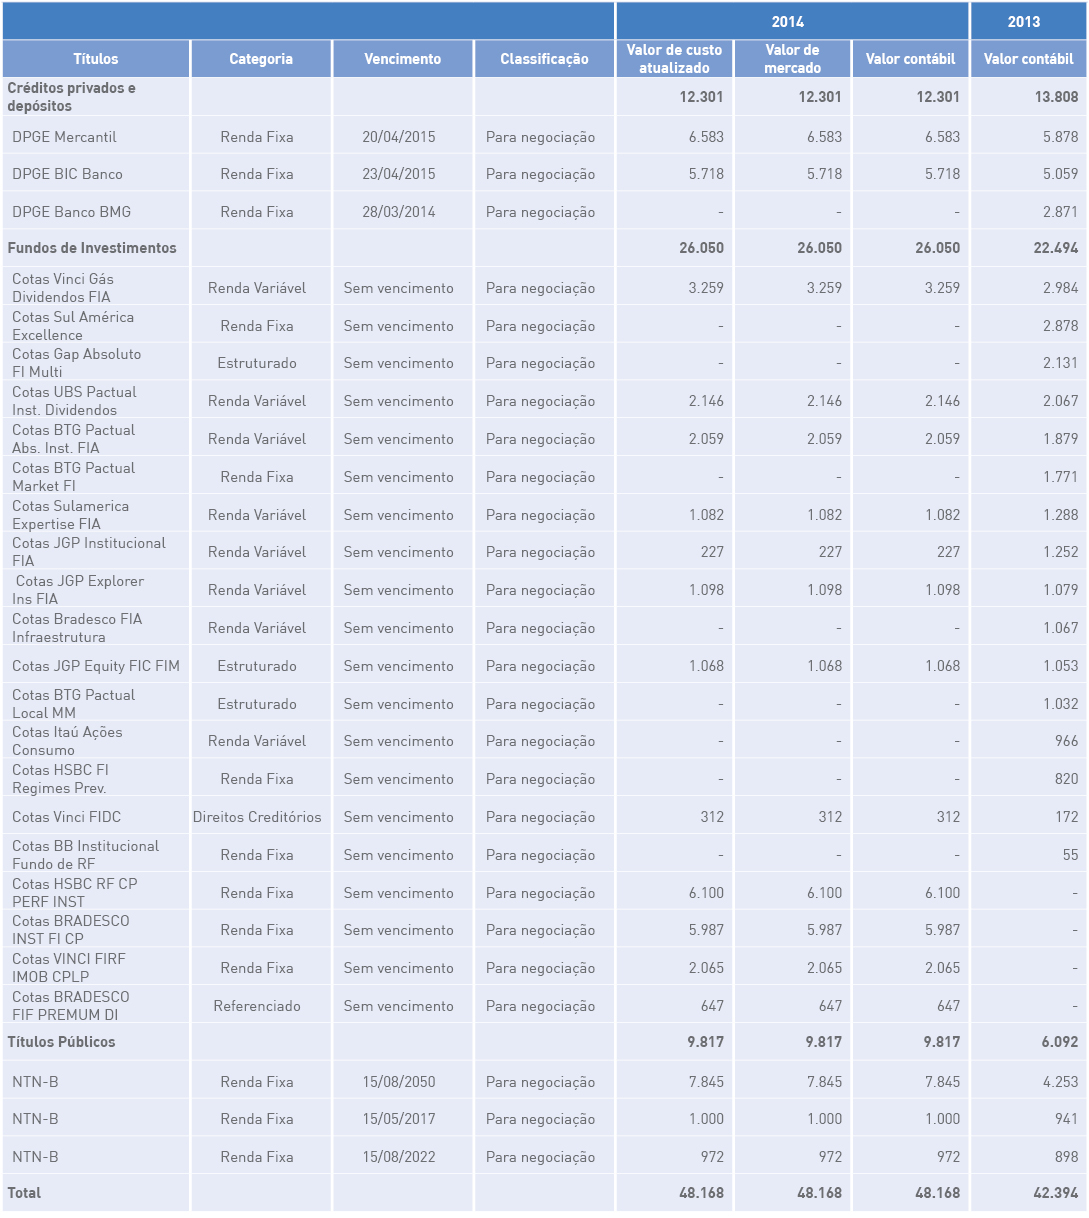 2014 2013
Títulos Categoria Vencimento Classificação Valor de custo atualizado Valor de mercado Valor contábil Valor contábil
Créditos privados e depósitos 12.301 12.301 12.301 13.808
DPGE Mercantil Renda Fixa 20/04/2015 Para negociação 6.583 6.583 6.583 5.878
DPGE BIC Banco Renda Fixa 23/04/2015 Para negociação 5.718 5.718 5.718 5.059
DPGE Banco BMG Renda Fixa 28/03/2014 Para negociação - - - 2.871
Fundos de Investimentos 26.050 26.050 26.050 22.494
Cotas Vinci Gás Dividendos FIA Renda Variável Sem vencimento Para negociação 3.259 3.259 3.259 2.984
Cotas Sul América Excellence Renda Fixa Sem vencimento Para negociação - - - 2.878
Cotas Gap Absoluto FI Multi Estruturado Sem vencimento Para negociação - - - 2.131
Cotas UBS Pactual Inst. Dividendos Renda Variável Sem vencimento Para negociação 2.146 2.146 2.146 2.067
Cotas BTG Pactual Abs. Inst. FIA Renda Variável Sem vencimento Para negociação 2.059 2.059 2.059 1.879
Cotas BTG Pactual Market FI Renda Fixa Sem vencimento Para negociação - - - 1.771
Cotas Sulamerica Expertise FIA Renda Variável Sem vencimento Para negociação 1.082 1.082 1.082 1.288
Cotas JGP Institucional FIA Renda Variável Sem vencimento Para negociação 227 227 227 1.252
Cotas JGP Explorer Ins FIA Renda Variável Sem vencimento Para negociação 1.098 1.098 1.098 1.079
Cotas Bradesco FIA Infraestrutura Renda Variável Sem vencimento Para negociação - - - 1.067
Cotas JGP Equity FIC FIM Estruturado Sem vencimento Para negociação 1.068 1.068 1.068 1.053
Cotas BTG Pactual Local MM Estruturado Sem vencimento Para negociação - - - 1.032
Cotas Itaú Ações Consumo Renda Variável Sem vencimento Para negociação - - - 966
Cotas HSBC FI Regimes Prev. Renda Fixa Sem vencimento Para negociação - - - 820
Cotas Vinci FIDC Direitos Creditórios Sem vencimento Para negociação 312 312 312 172
Cotas BB Institucional Fundo de RF Renda Fixa Sem vencimento Para negociação - - - 55
Cotas HSBC RF CP PERF INST Renda Fixa Sem vencimento Para negociação 6.100 6.100 6.100 -
Cotas BRADESCO INST FI CP Renda Fixa Sem vencimento Para negociação 5.987 5.987 5.987 -
Cotas VINCI FIRF IMOB CPLP Renda Fixa Sem vencimento Para negociação 2.065 2.065 2.065 -
Cotas BRADESCO FIF PREMUM DI Referenciado Sem vencimento Para negociação 647 647 647 -
Títulos Públicos 9.817 9.817 9.817 6.092
NTN-B Renda Fixa 15/08/2050 Para negociação 7.845 7.845 7.845 4.253
NTN-B Renda Fixa 15/05/2017 Para negociação 1.000 1.000 1.000 941
NTN-B Renda Fixa 15/08/2022 Para negociação 972 972 972 898
Total 48.168 48.168 48.168 42.394